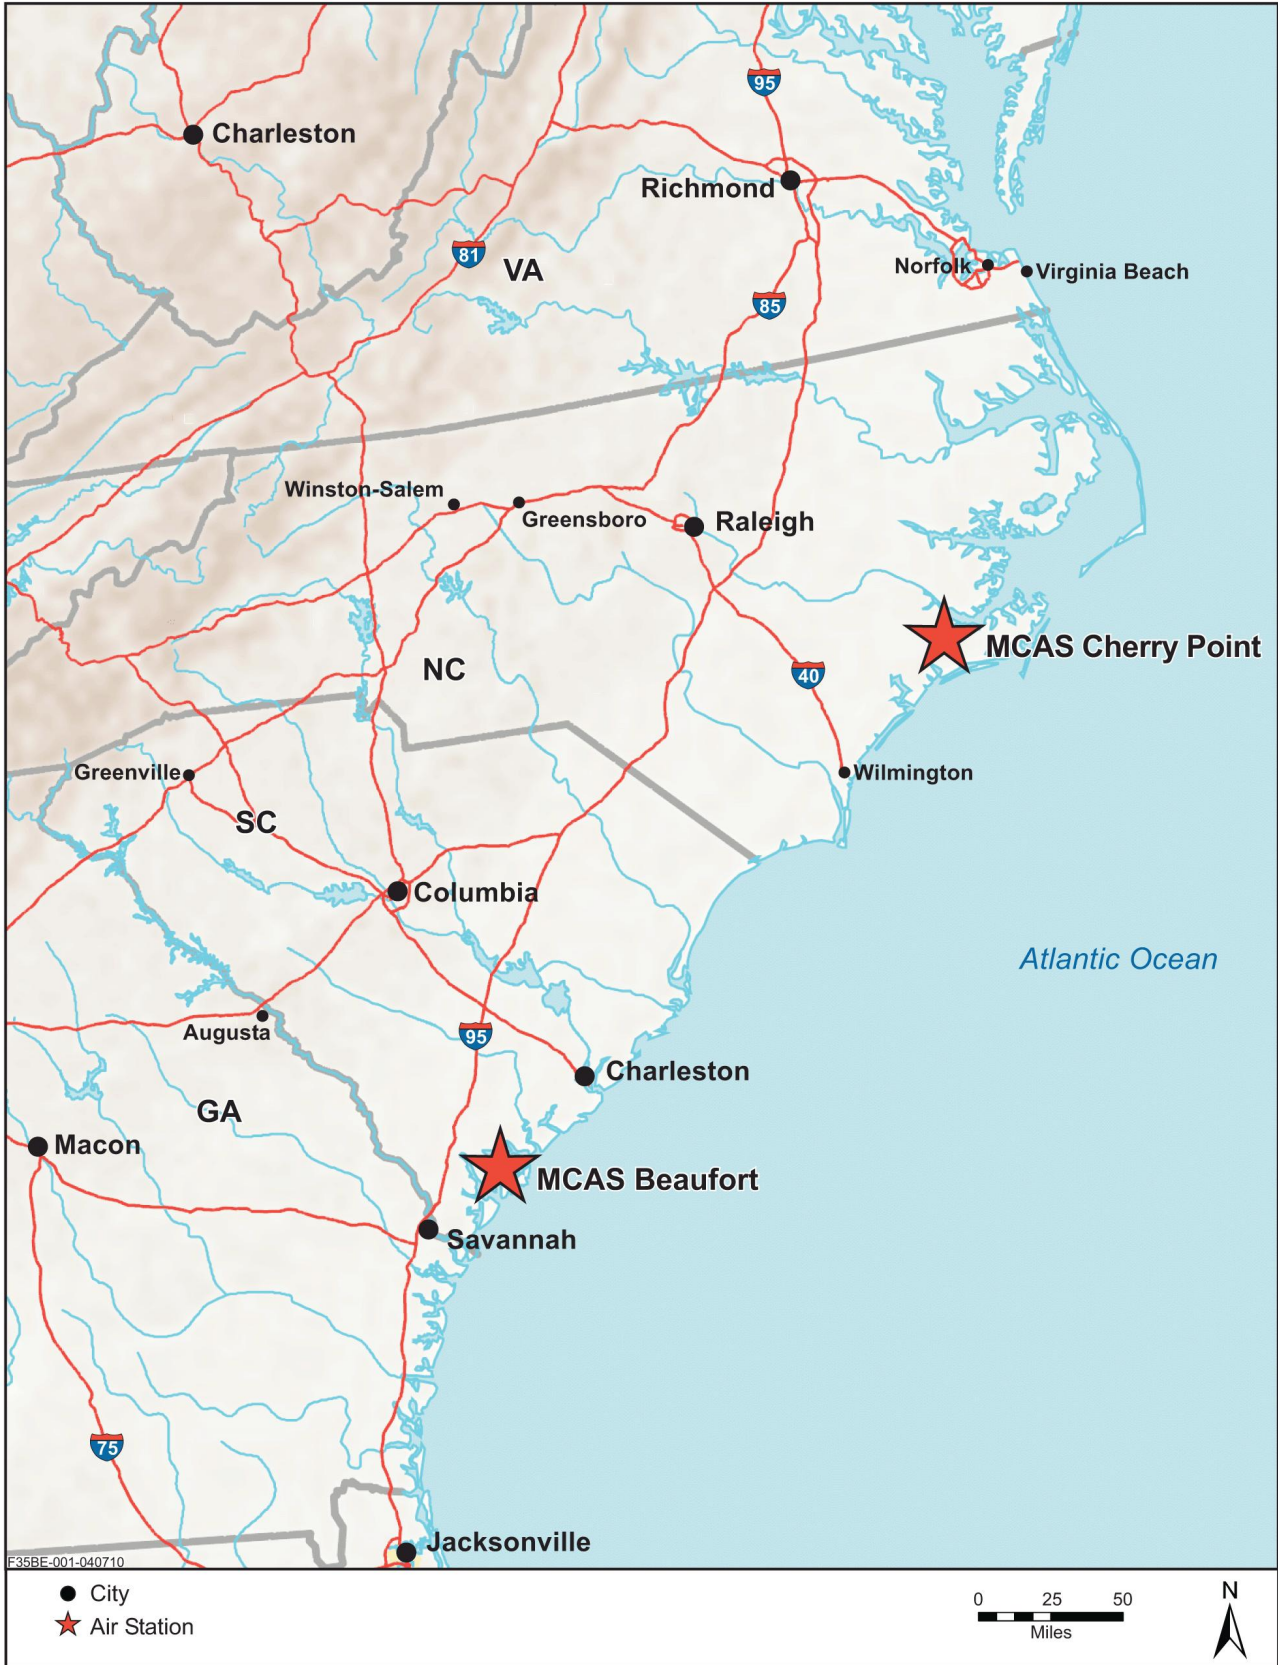 95
Charleston
Richmond
81
VA
Norfolk
Virginia Beach
85
Winston-Salem
Greensboro
Raleigh
MCAS Cherry Point
NC
40
Greenville
Wilmington
SC
Columbia
Atlantic Ocean
Augusta
95
Charleston
GA
Macon
MCAS Beaufort
Savannah
75
Jacksonville
F35BE-001-040710
City
Air Station
0 25 50
Miles
N